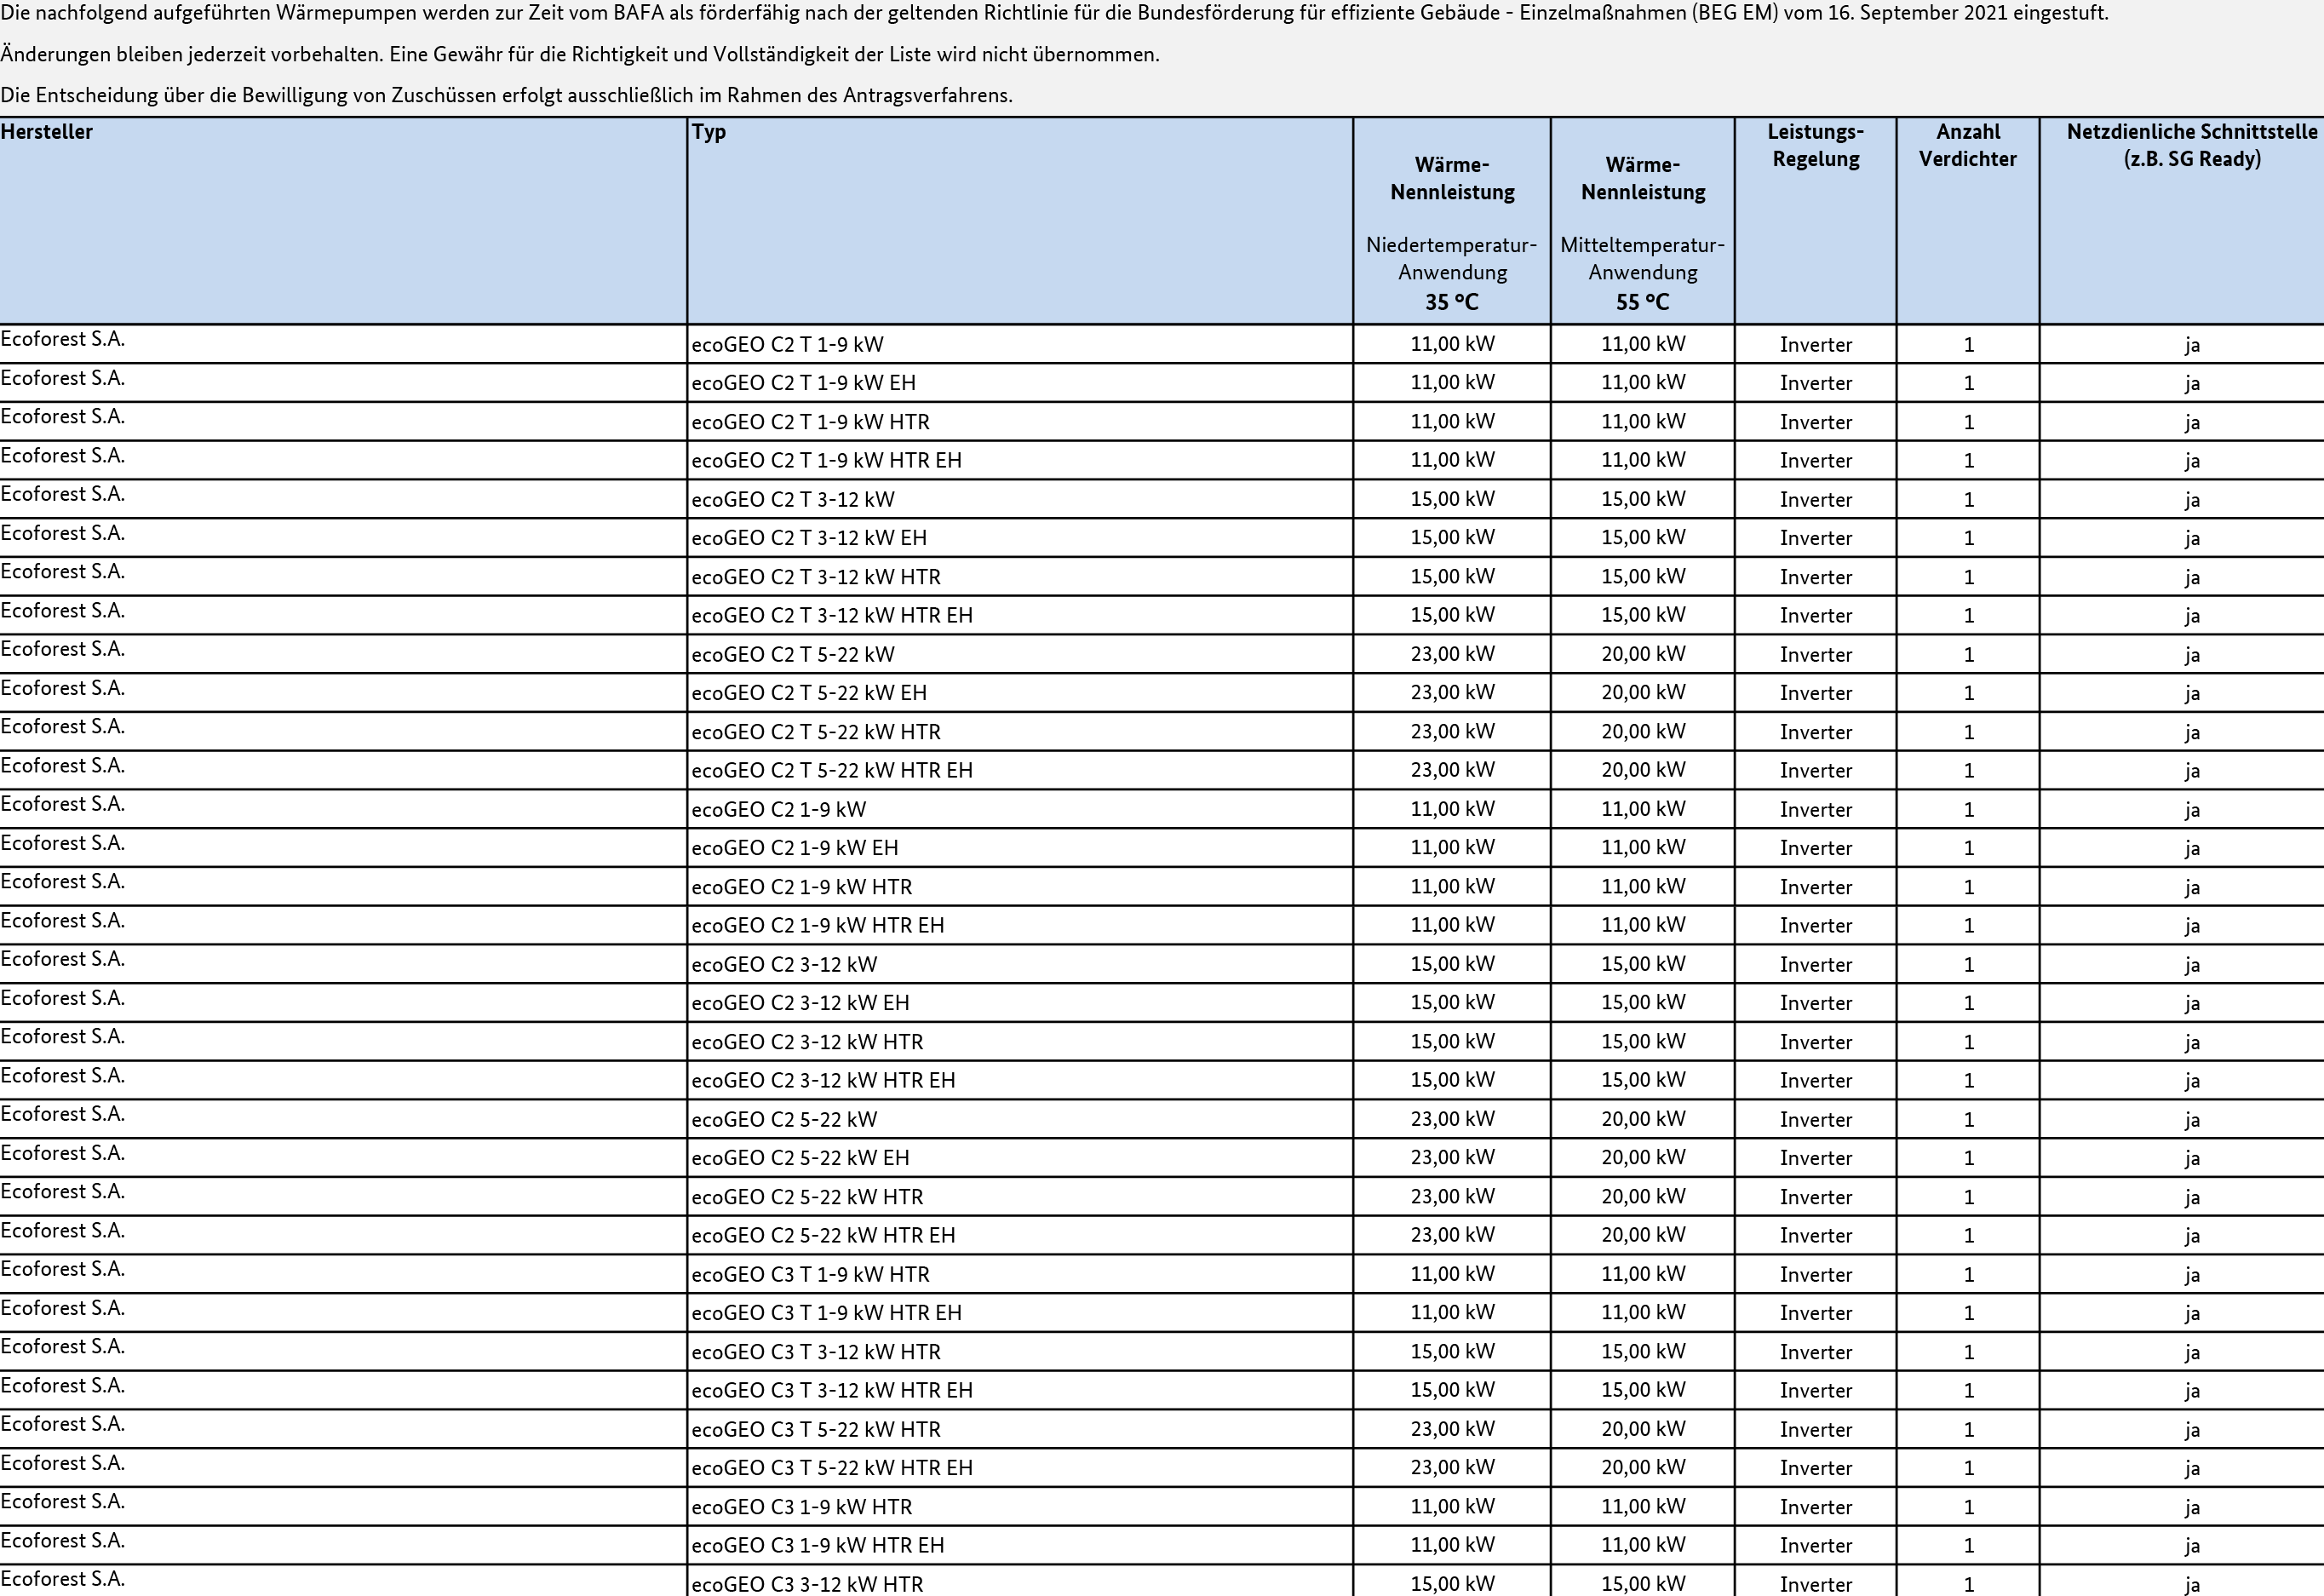 Die nachfolgend aufgeführten Wärmepumpen werden zur Zeit vom BAFA als förderfähig nach der geltenden Richtlinie für die Bundesförderung für effiziente Gebäude - Einzelmaßnahmen (BEG EM) vom 16. September 2021 eingestuft.
Änderungen bleiben jederzeit vorbehalten. Eine Gewähr für die Richtigkeit und Vollständigkeit der Liste wird nicht übernommen.
Die Entscheidung über die Bewilligung von Zuschüssen erfolgt ausschließlich im Rahmen des Antragsverfahrens.
Hersteller
Typ
Wärme-
Nennleistung
Niedertemperatur-
Anwendung
35 °C
Wärme-
Nennleistung
Mitteltemperatur-
Anwendung
55 °C
Leistungs-
Regelung
Anzahl
Verdichter
Netzdienliche Schnittstelle
(z.B. SG Ready)
Ecoforest S.A. ecoGEO C2 T 1-9 kW 11,00 kW 11,00 kW Inverter 1 ja
Ecoforest S.A. ecoGEO C2 T 1-9 kW EH 11,00 kW 11,00 kW Inverter 1 ja
Ecoforest S.A. ecoGEO C2 T 1-9 kW HTR 11,00 kW 11,00 kW Inverter 1 ja
Ecoforest S.A. ecoGEO C2 T 1-9 kW HTR EH 11,00 kW 11,00 kW Inverter 1 ja
Ecoforest S.A. ecoGEO C2 T 3-12 kW 15,00 kW 15,00 kW Inverter 1 ja
Ecoforest S.A. ecoGEO C2 T 3-12 kW EH 15,00 kW 15,00 kW Inverter 1 ja
Ecoforest S.A. ecoGEO C2 T 3-12 kW HTR 15,00 kW 15,00 kW Inverter 1 ja
Ecoforest S.A. ecoGEO C2 T 3-12 kW HTR EH 15,00 kW 15,00 kW Inverter 1 ja
Ecoforest S.A. ecoGEO C2 T 5-22 kW 23,00 kW 20,00 kW Inverter 1 ja
Ecoforest S.A. ecoGEO C2 T 5-22 kW EH 23,00 kW 20,00 kW Inverter 1 ja
Ecoforest S.A. ecoGEO C2 T 5-22 kW HTR 23,00 kW 20,00 kW Inverter 1 ja
Ecoforest S.A. ecoGEO C2 T 5-22 kW HTR EH 23,00 kW 20,00 kW Inverter 1 ja
Ecoforest S.A. ecoGEO C2 1-9 kW 11,00 kW 11,00 kW Inverter 1 ja
Ecoforest S.A. ecoGEO C2 1-9 kW EH 11,00 kW 11,00 kW Inverter 1 ja
Ecoforest S.A. ecoGEO C2 1-9 kW HTR 11,00 kW 11,00 kW Inverter 1 ja
Ecoforest S.A. ecoGEO C2 1-9 kW HTR EH 11,00 kW 11,00 kW Inverter 1 ja
Ecoforest S.A. ecoGEO C2 3-12 kW 15,00 kW 15,00 kW Inverter 1 ja
Ecoforest S.A. ecoGEO C2 3-12 kW EH 15,00 kW 15,00 kW Inverter 1 ja
Ecoforest S.A. ecoGEO C2 3-12 kW HTR 15,00 kW 15,00 kW Inverter 1 ja
Ecoforest S.A. ecoGEO C2 3-12 kW HTR EH 15,00 kW 15,00 kW Inverter 1 ja
Ecoforest S.A. ecoGEO C2 5-22 kW 23,00 kW 20,00 kW Inverter 1 ja
Ecoforest S.A. ecoGEO C2 5-22 kW EH 23,00 kW 20,00 kW Inverter 1 ja
Ecoforest S.A. ecoGEO C2 5-22 kW HTR 23,00 kW 20,00 kW Inverter 1 ja
Ecoforest S.A. ecoGEO C2 5-22 kW HTR EH 23,00 kW 20,00 kW Inverter 1 ja
Ecoforest S.A. ecoGEO C3 T 1-9 kW HTR 11,00 kW 11,00 kW Inverter 1 ja
Ecoforest S.A. ecoGEO C3 T 1-9 kW HTR EH 11,00 kW 11,00 kW Inverter 1 ja
Ecoforest S.A. ecoGEO C3 T 3-12 kW HTR 15,00 kW 15,00 kW Inverter 1 ja
Ecoforest S.A. ecoGEO C3 T 3-12 kW HTR EH 15,00 kW 15,00 kW Inverter 1 ja
Ecoforest S.A. ecoGEO C3 T 5-22 kW HTR 23,00 kW 20,00 kW Inverter 1 ja
Ecoforest S.A. ecoGEO C3 T 5-22 kW HTR EH 23,00 kW 20,00 kW Inverter 1 ja
Ecoforest S.A. ecoGEO C3 1-9 kW HTR 11,00 kW 11,00 kW Inverter 1 ja
Ecoforest S.A. ecoGEO C3 1-9 kW HTR EH 11,00 kW 11,00 kW Inverter 1 ja
Ecoforest S.A. ecoGEO C3 3-12 kW HTR 15,00 kW 15,00 kW Inverter 1 ja